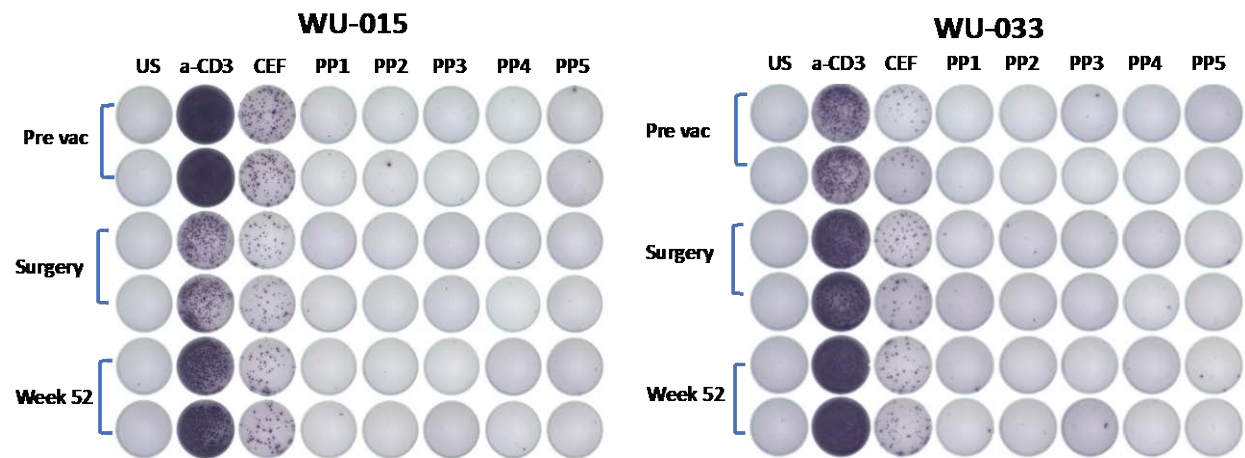 WU-015
US a-CD3 CEF PP1 PP2 PP3 PP4 PP5
Pre vac
Surgery
Week 52
WU-033
US a-CD3 CEF PP1 PP2 PP3 PP4 PP5
Pre vac
Surgery
Week 52